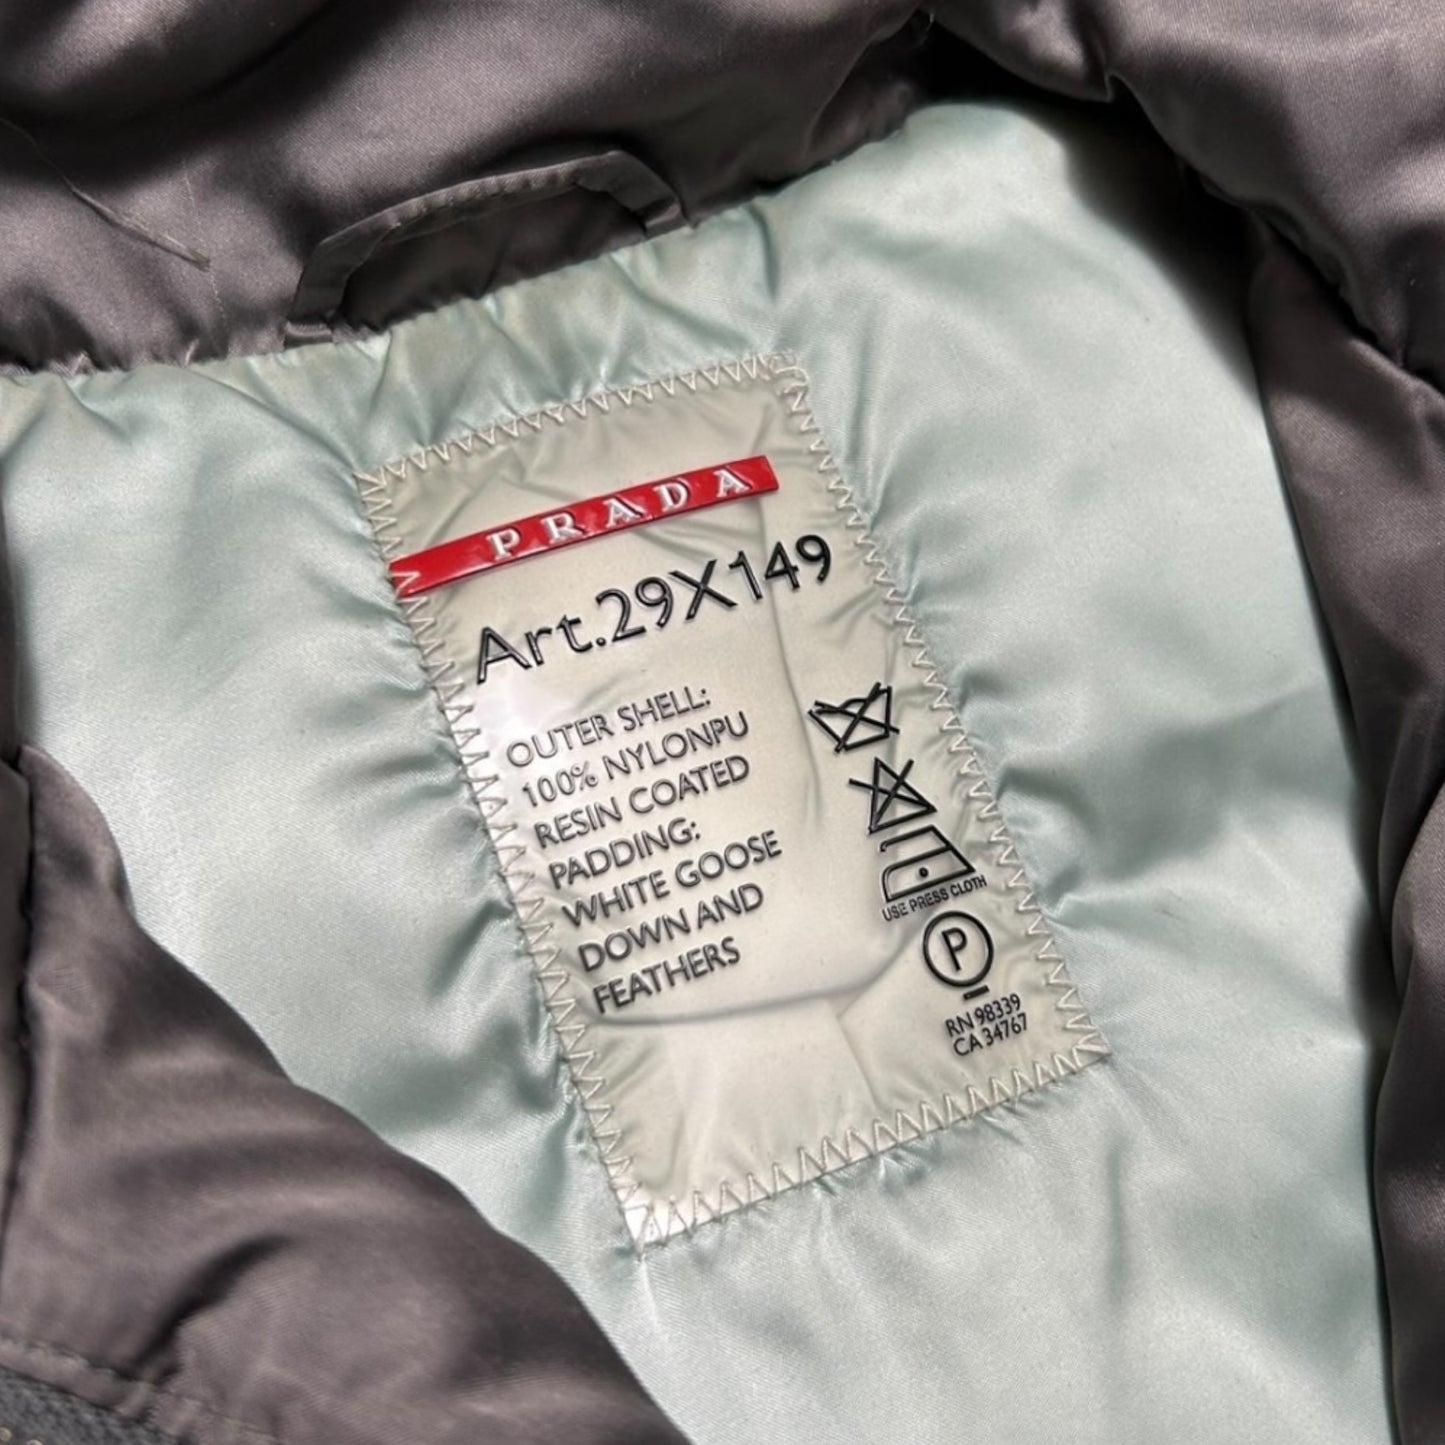 PRADA
Art.29X149
OUTER SHELL:
100% NYLONPU
RESIN COATED
PADDING:
WHITE GOOSE
DOWN AND
FEATHERS
USE PRESS CLOTH
P
RN 98339
CA 34767